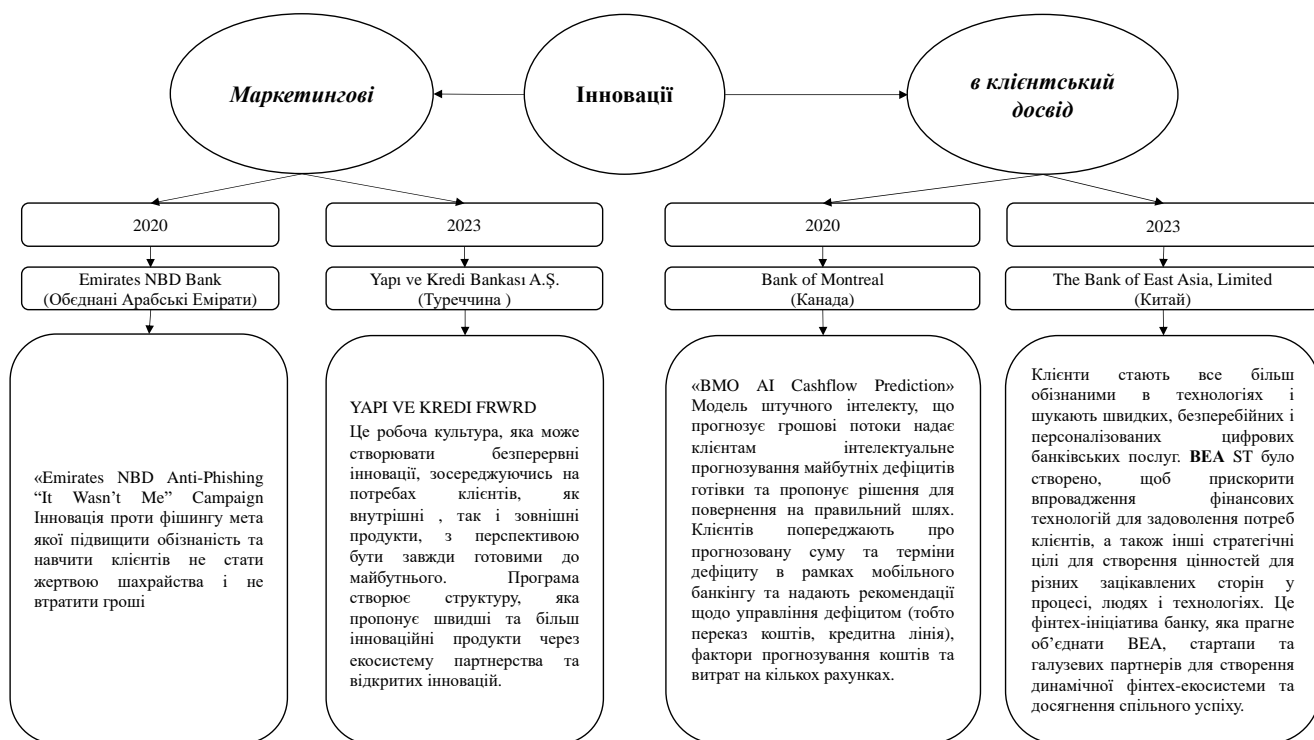 Маркетингові
Інновації
в клієнтський
досвід
2020
2023
2020
2023
Emirates NBD Bank
(Обєднані Арабські Емірати)
Yapı ve Kredi Bankası A.Ş.
(Туреччина )
Bank of Montreal
(Канада)
The Bank of East Asia, Limited
(Китай)
«Emirates NBD Anti-Phishing
“It Wasn’t Me” Campaign
Інновація проти фішингу мета
якої підвищити обізнаність та
навчити клієнтів не стати
жертвою шахрайства і не
втратити гроші
YAPI VE KREDI FRWRD
Це робоча культура, яка може
створювати безперервні
інновації, зосереджуючись на
потребах клієнтів, як
внутрішні , так і зовнішні
продукти, з перспективою
бути завжди готовими до
майбутнього. Програма
створює структуру, яка
пропонує швидші та більш
інноваційні продукти через
екосистему партнерства та
відкритих інновацій.
«BMO AI Cashflow Prediction»
Модель штучного інтелекту, що
прогнозує грошові потоки надає
клієнтам інтелектуальне
прогнозування майбутніх дефіцитів
готівки та пропонує рішення для
повернення на правильний шлях.
Клієнтів попереджають про
прогнозовану суму та терміни
дефіциту в рамках мобільного
банкінгу та надають рекомендації
щодо управління дефіцитом (тобто
переказ коштів, кредитна лінія),
фактори прогнозування коштів та
витрат на кількох рахунках.
Клієнти стають все більш
обізнаними в технологіях і
шукають швидких, безперебійних і
персоналізованих цифрових
банківських послуг. BEA ST було
створено, щоб прискорити
впровадження фінансових
технологій для задоволення потреб
клієнтів, а також інші стратегічні
цілі для створення цінностей для
різних зацікавлених сторін у
процесі, людях і технологіях. Це
фінтех-ініціатива банку, яка прагне
об’єднати BEA, стартапи та
галузевих партнерів для створення
динамічної фінтех-екосистеми та
досягнення спільного успіху.